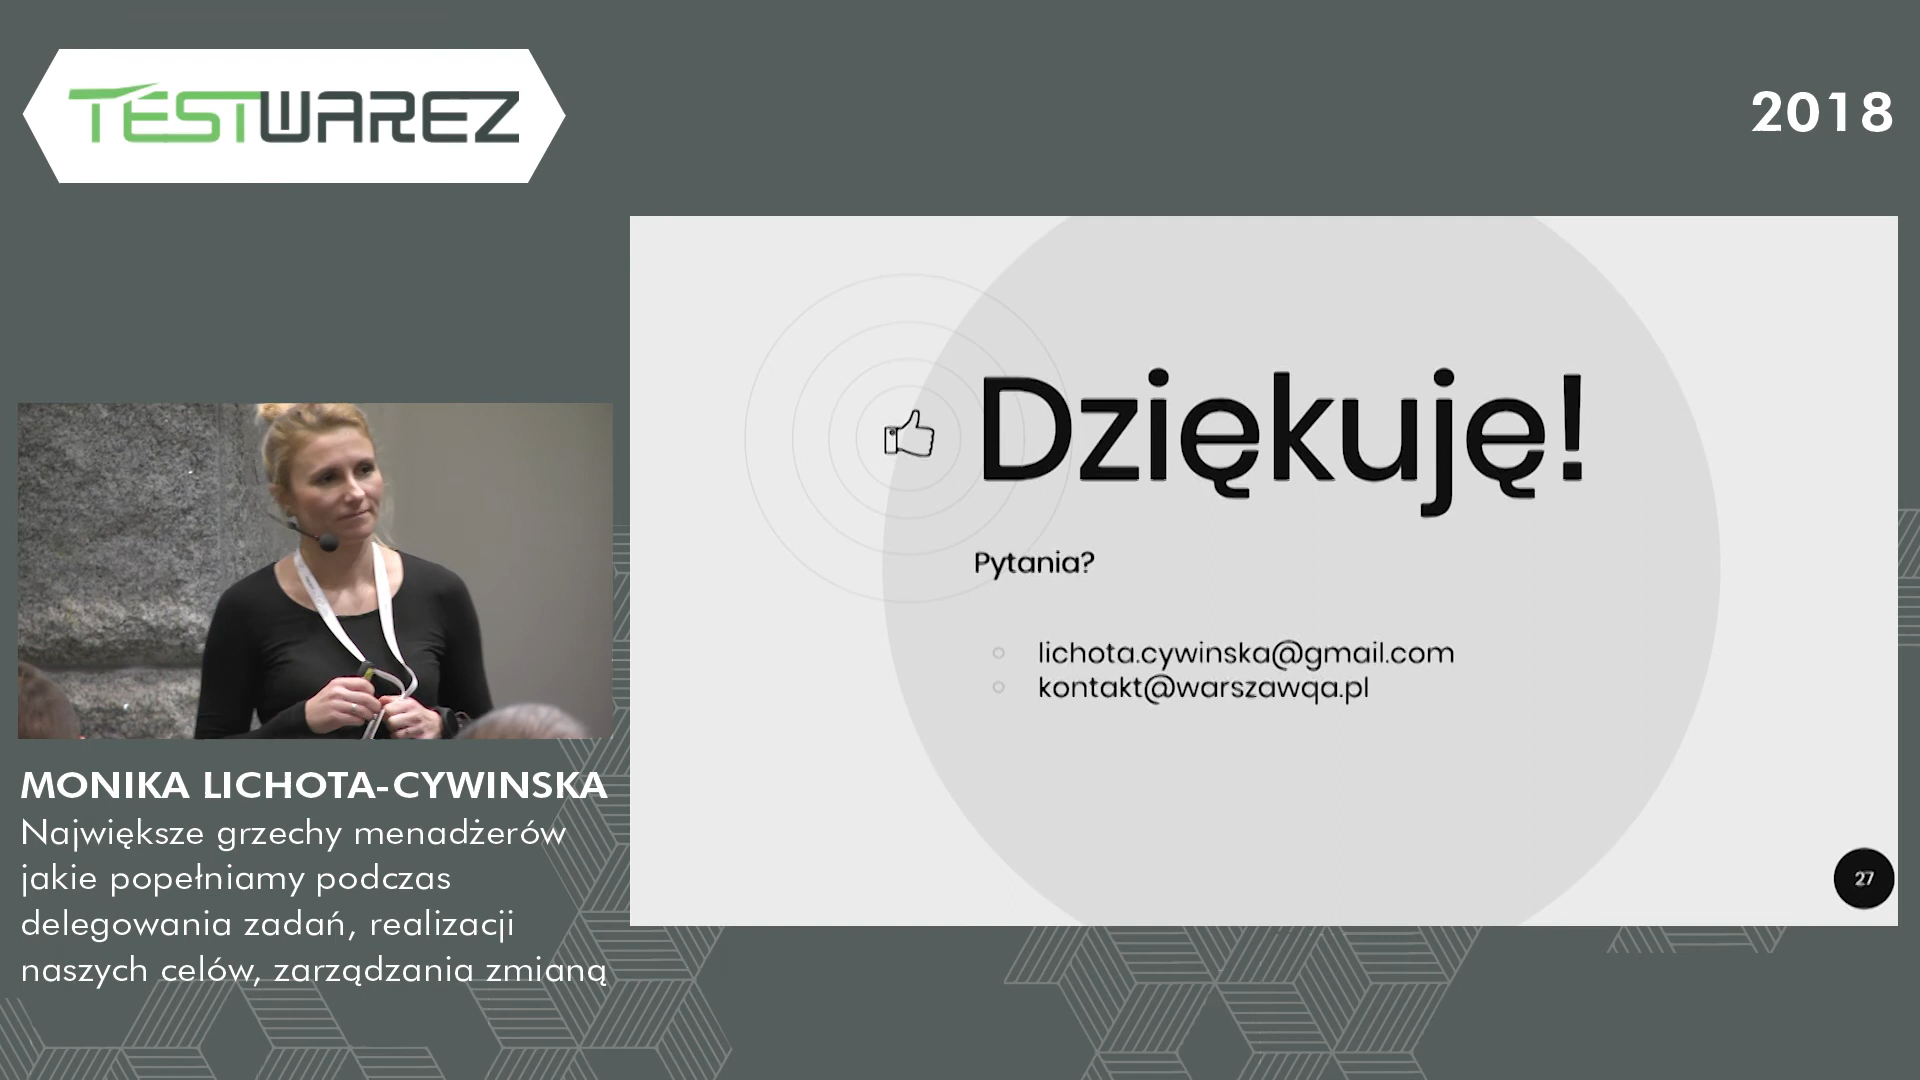 TESTWAREZ
2018
Dziękuję!
Pytania?
lichota.cywinska@gmail.com
kontakt@warszawqa.pl
27
MONIKA LICHOTA-CYWINSKA
Największe grzechy menadżerów
jakie popełniamy podczas
delegowania zadań, realizacji
naszych celów, zarządzania zmianą